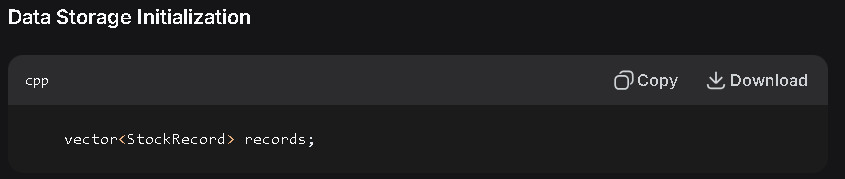 Data Storage Initialization
cpp
Copy
Download
vector<StockRecord> records;